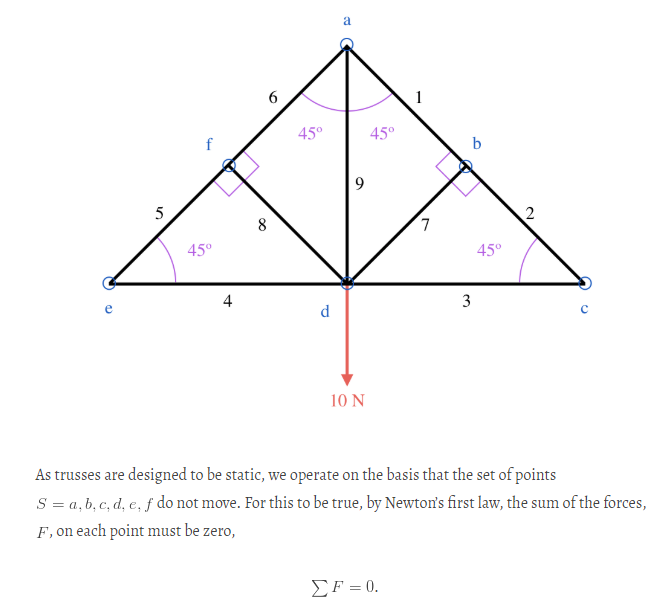 a
6
1
45°
45°
f
b
9
5
2
8
7
45°
45°
e
4
d
3
c
10 N
As trusses are designed to be static, we operate on the basis that the set of points
S = a, b, c, d, e, f do not move. For this to be true, by Newton's first law, the sum of the forces,
F, on each point must be zero,
∑ F = 0.